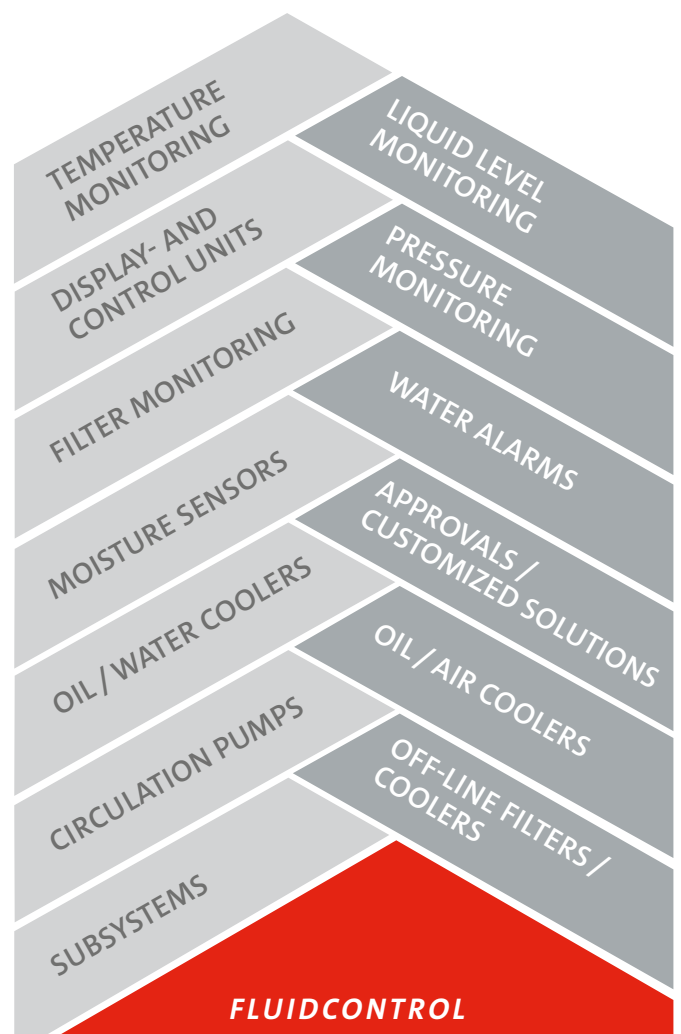 TEMPERATURE
MONITORING
LIQUID LEVEL
MONITORING
DISPLAY- AND
CONTROL UNITS
PRESSURE
MONITORING
FILTER MONITORING
WATER ALARMS
MOISTURE SENSORS
APPROVALS /
CUSTOMIZED SOLUTIONS
OIL / WATER COOLERS
OIL / AIR COOLERS
CIRCULATION PUMPS
OFF-LINE FILTERS /
COOLERS
SUBSYSTEMS
FLUIDCONTROL